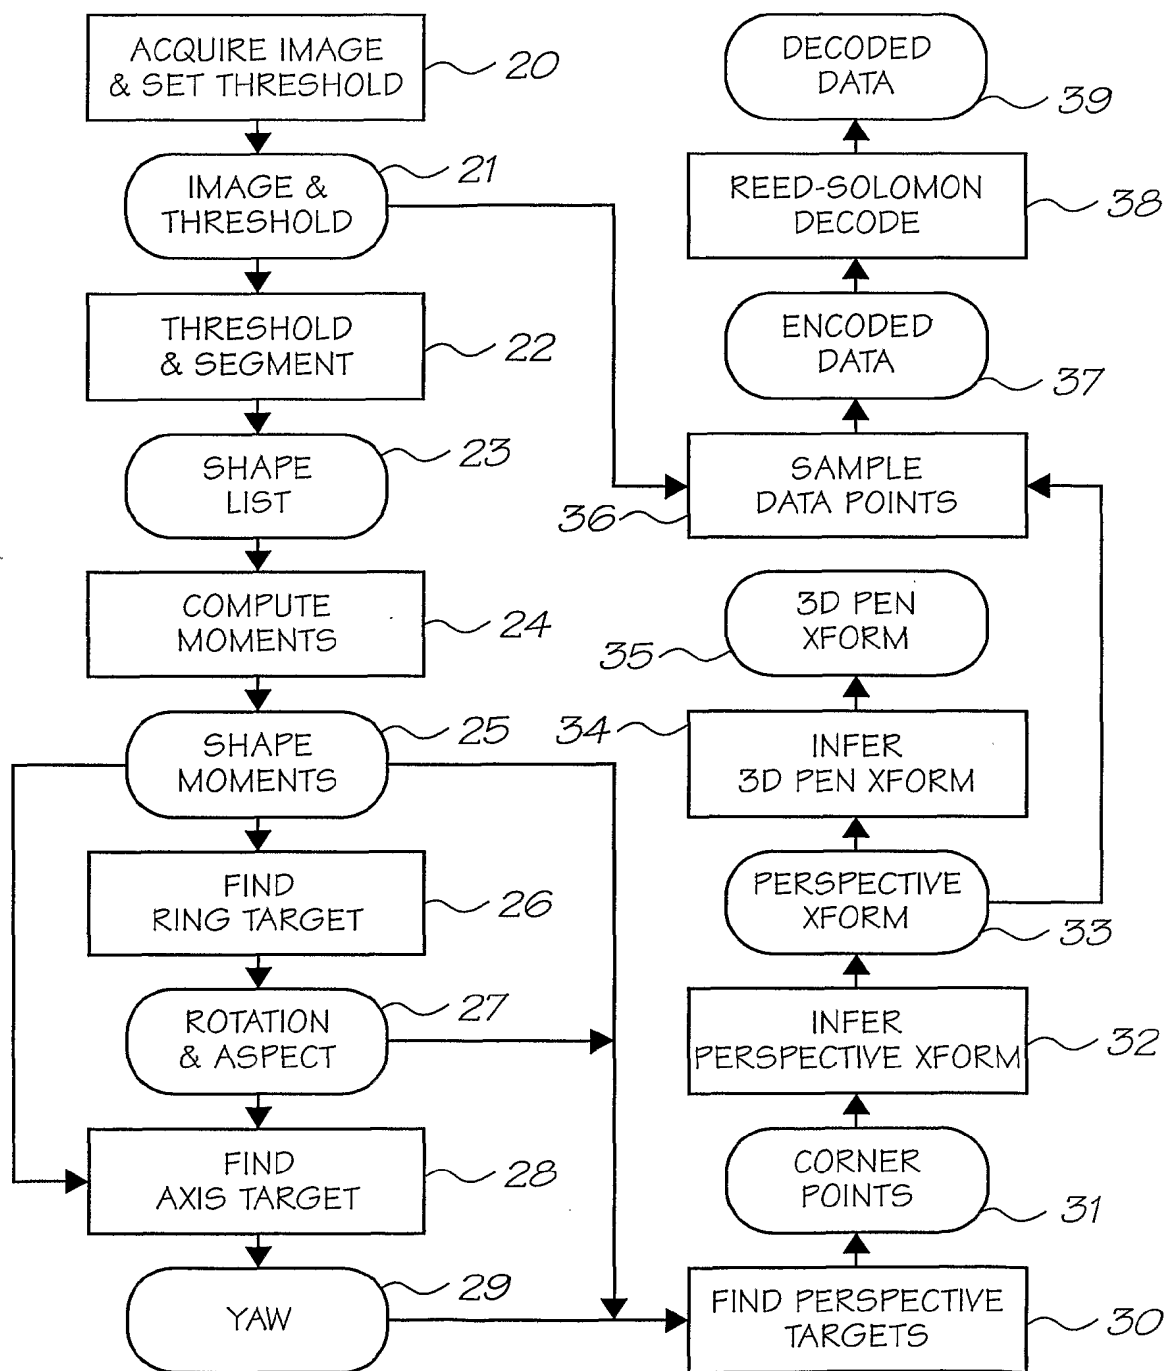 ACQUIRE IMAGE
& SET THRESHOLD
20
IMAGE &
THRESHOLD
21
THRESHOLD
& SEGMENT
22
SHAPE
LIST
23
COMPUTE
MOMENTS
24
SHAPE
MOMENTS
25
FIND
RING TARGET
26
ROTATION
& ASPECT
27
FIND
AXIS TARGET
28
YAW
29
DECODED
DATA
39
REED-SOLOMON
DECODE
38
ENCODED
DATA
37
SAMPLE
DATA POINTS
36
3D PEN
XFORM
35
34
INFER
3D PEN XFORM
PERSPECTIVE
XFORM
33
INFER
PERSPECTIVE XFORM
32
CORNER
POINTS
31
FIND PERSPECTIVE
TARGETS
30